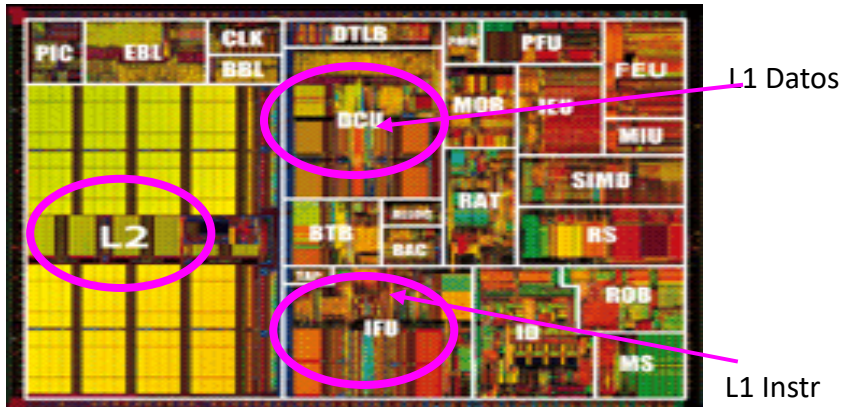 PIC
EBL
CLK
BBL
DTLB
PFU
FEU
L1 Datos
DCU
MOB
IEU
MIU
SIMD
RAT
L2
BTB
BAC
RS
TAP
IFU
ID
ROB
MS
L1 Instr